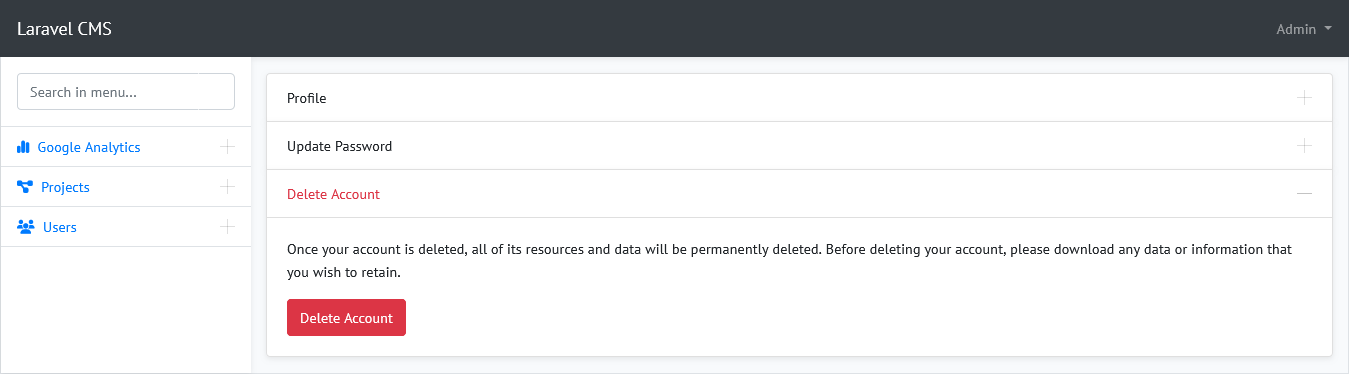 Laravel CMS
Admin
Search in menu...
Google Analytics
Projects
Users
Profile
Update Password
Delete Account
Once your account is deleted, all of its resources and data will be permanently deleted. Before deleting your account, please download any data or information that
you wish to retain.
Delete Account